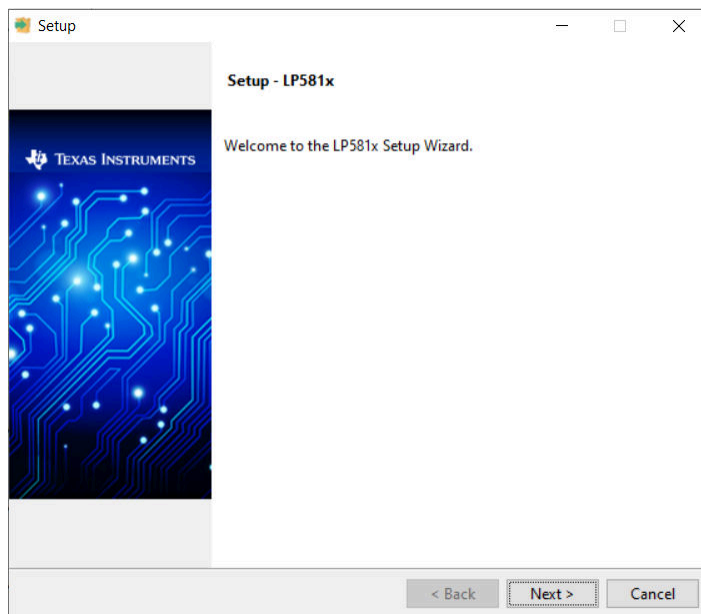 Setup
Setup - LP581x
Welcome to the LP581x Setup Wizard.
TEXAS INSTRUMENTS
< Back
Next >
Cancel